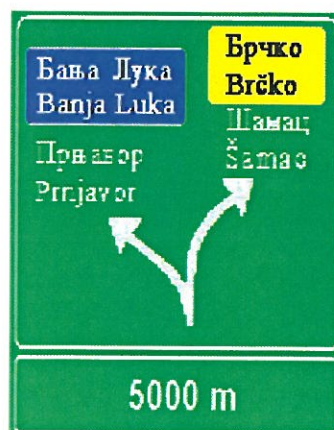 Бања Лука
Banja Luka
Прњавор
Prnjavor
Брчко
Brčko
Шамац
Šamac
5000 m